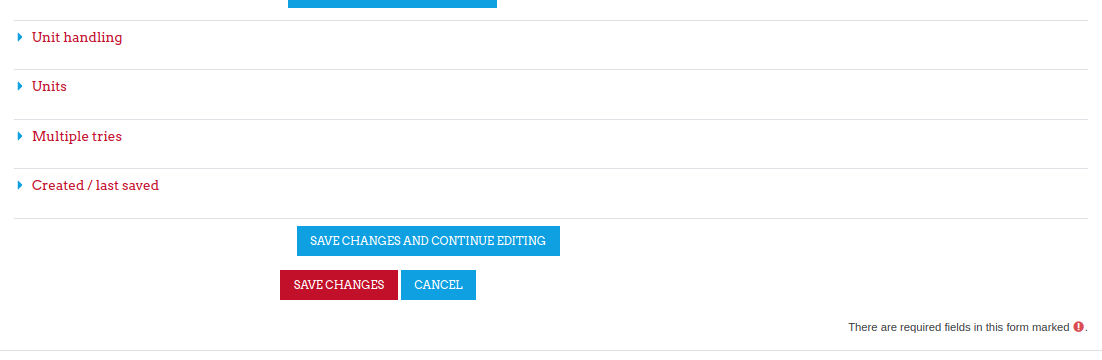 Unit handling
Units
Multiple tries
Created / last saved
SAVE CHANGES AND CONTINUE EDITING
SAVE CHANGES CANCEL
There are required fields in this form marked .